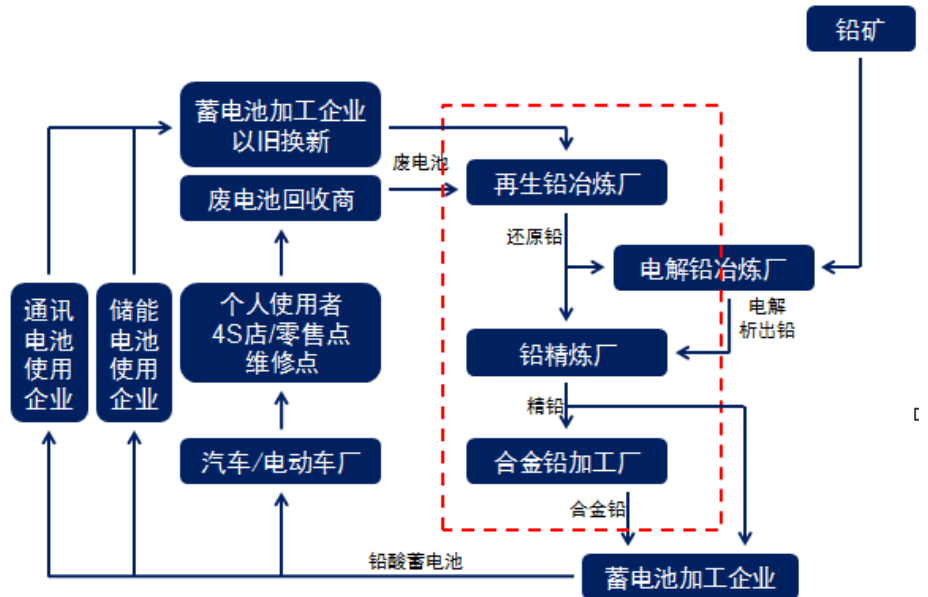 铅矿
蓄电池加工企业
以旧换新
废电池
再生铅冶炼厂
废电池回收商
还原铅
电解铅冶炼厂
通讯
电池
使用
企业
储能
电池
使用
企业
个人使用者
4S店/零售点
维修点
电解
析出铅
铅精炼厂
精铅
汽车/电动车厂
合金铅加工厂
合金铅
铅酸蓄电池
蓄电池加工企业